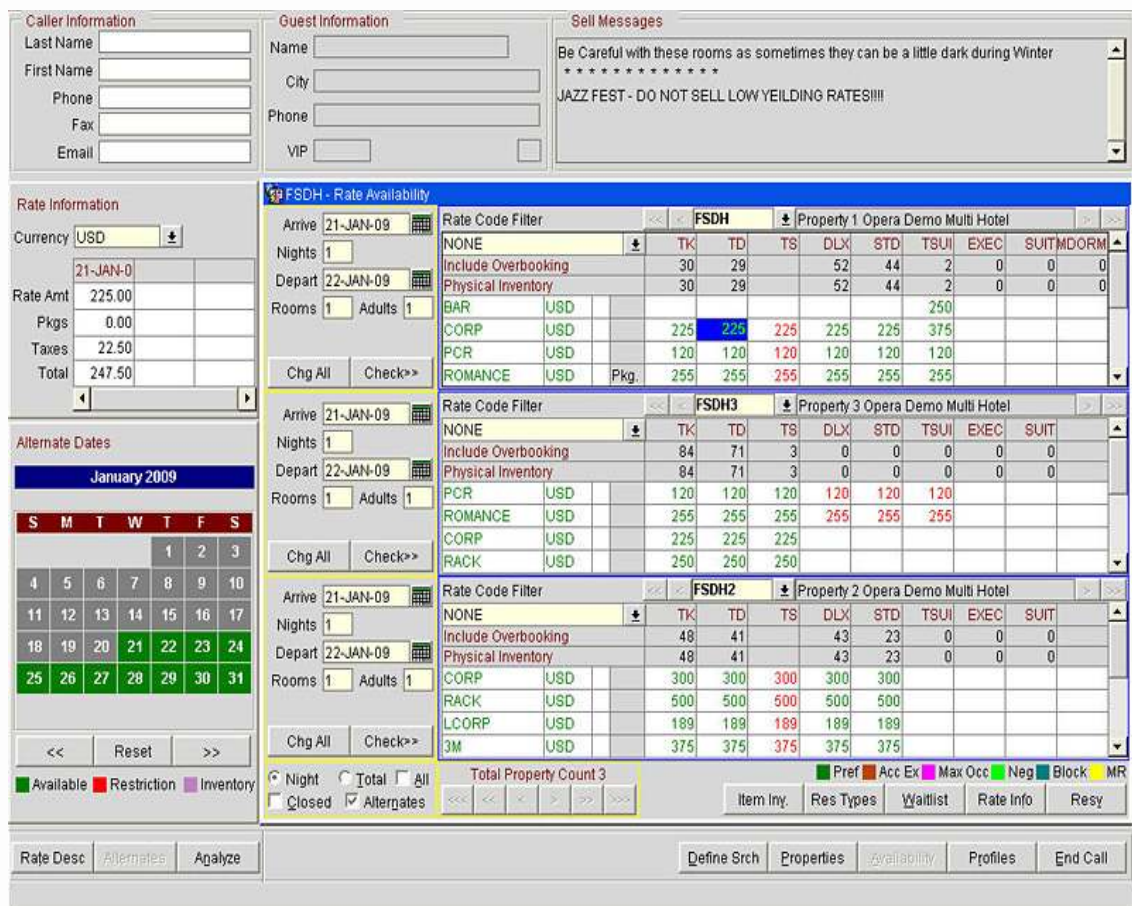 Caller Information
Last Name
First Name
Phone
Fax
Email
Guest Information
Name
City
Phone
VIP
Sell Messages
Be Careful with these rooms as sometimes they can be a little dark during Winter
* * * * * * * * * * * * *
JAZZ FEST - DO NOT SELL LOW YEILDING RATES!!!!
Rate Information
Currency USD
21-JAN-0
Rate Amt 225.00
Pkgs 0.00
Taxes 22.50
Total 247.50
Alternate Dates
January 2009
S M T W T F S
1 2 3
4 5 6 7 8 9 10
11 12 13 14 15 16 17
18 19 20 21 22 23 24
25 26 27 28 29 30 31
<< Reset >>
Available Restriction Inventory
FSDH - Rate Availability
Arrive 21-JAN-09
Nights 1
Depart 22-JAN-09
Rooms 1 Adults 1
Chg All Check>>
Rate Code Filter << < FSDH Property 1 Opera Demo Multi Hotel > >>
NONE TK TD TS DLX STD TSUI EXEC SUIT MDORM
Include Overbooking 30 29 52 44 2 0 0 0
Physical Inventory 30 29 52 44 2 0 0 0
BAR USD 250
CORP USD 225 225 225 225 225 375
PCR USD 120 120 120 120 120 120
ROMANCE USD Pkg. 255 255 255 255 255 255
Arrive 21-JAN-09
Nights 1
Depart 22-JAN-09
Rooms 1 Adults 1
Chg All Check>>
Rate Code Filter << < FSDH3 Property 3 Opera Demo Multi Hotel > >>
NONE TK TD TS DLX STD TSUI EXEC SUIT
Include Overbooking 84 71 3 0 0 0 0 0
Physical Inventory 84 71 3 0 0 0 0 0
PCR USD 120 120 120 120 120 120
ROMANCE USD 255 255 255 255 255 255
CORP USD 225 225 225
RACK USD 250 250 250
Arrive 21-JAN-09
Nights 1
Depart 22-JAN-09
Rooms 1 Adults 1
Chg All Check>>
Rate Code Filter << < FSDH2 Property 2 Opera Demo Multi Hotel > >>
NONE TK TD TS DLX STD TSUI EXEC SUIT
Include Overbooking 48 41 43 23 0 0 0
Physical Inventory 48 41 43 23 0 0 0
CORP USD 300 300 300 300 300
RACK USD 500 500 500 500 500
LCORP USD 189 189 189 189 189
3M USD 375 375 375 375 375
Night Total All
Closed Alternates
Total Property Count 3
<<< << < > >> >>>
Pref Acc Ex Max Occ Neg Block MR
Item Inv. Res Types Waitlist Rate Info Resv
Rate Desc Alternates Analyze
Define Srch Properties Availability Profiles End Call